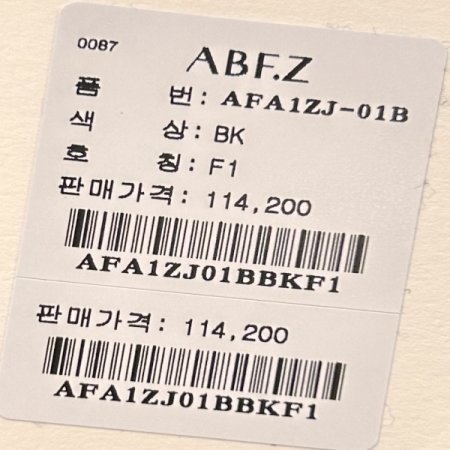 0087
ABF.Z
품 번: AFA1ZJ-01B
색 상: BK
호 칭: F1
판매가격: 114,200
AFA1ZJ01BBKF1
판매가격: 114,200
AFA1ZJ01BBKF1